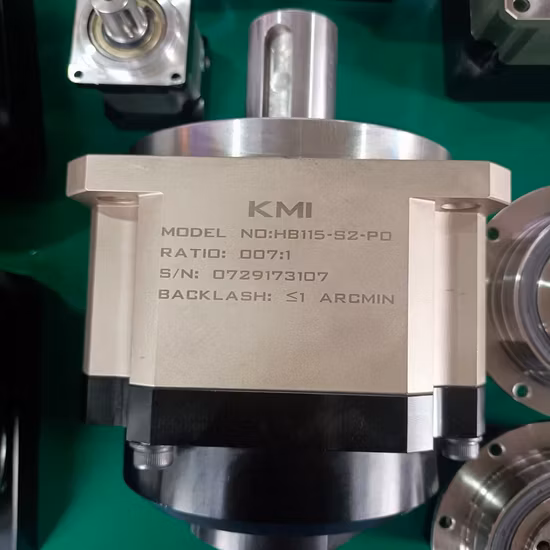 KMI
MODEL NO:HB115-S2-P0
RATIO: 007:1
S/N: 0729173107
BACKLASH: ≤1 ARCMIN